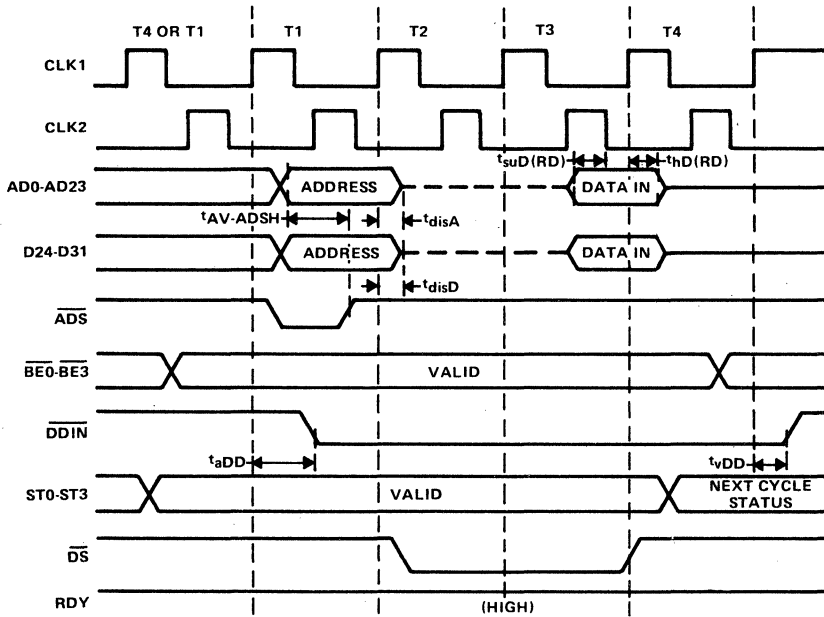 T4 OR T1 T1 T2 T3 T4
CLK1
CLK2
tsuD(RD) thD(RD)
AD0-AD23 ADDRESS DATA IN
tAV-ADSH tdisA
D24-D31 ADDRESS DATA IN
tdisD
ADS
BE0-BE3 VALID
DDIN
taDD tvDD
ST0-ST3 VALID NEXT CYCLE
STATUS
DS
RDY (HIGH)